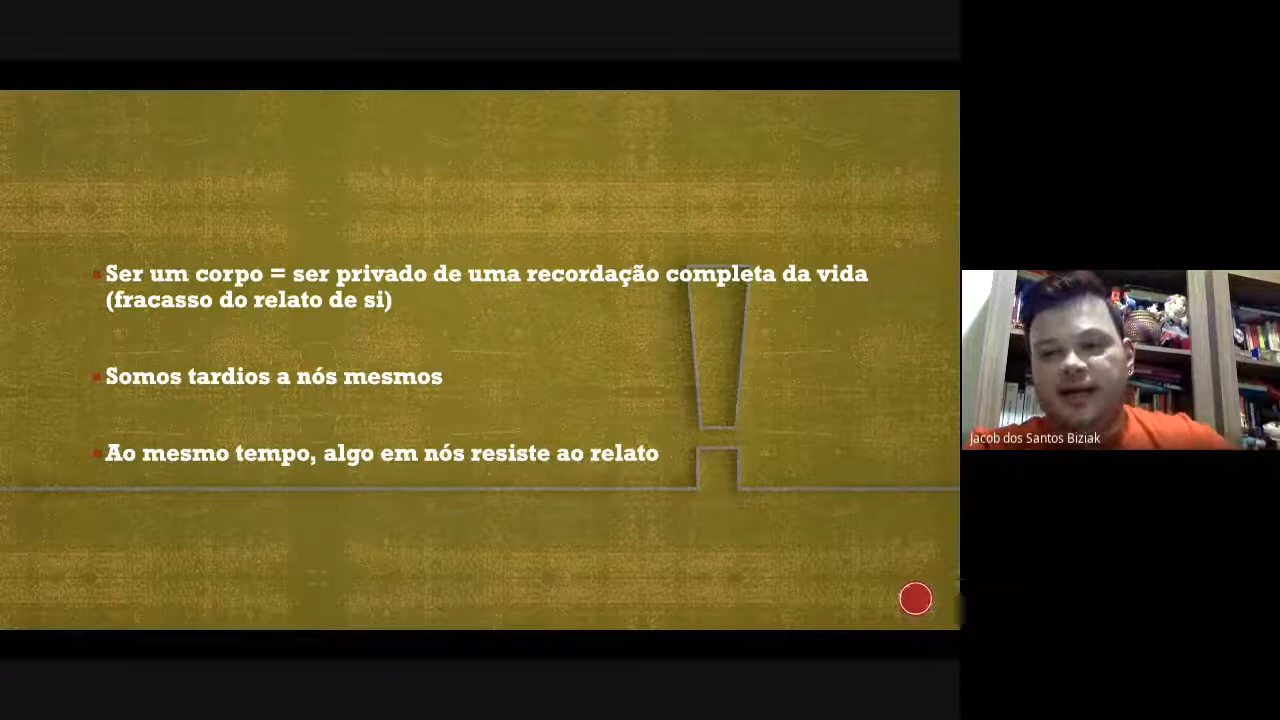 Ser um corpo = ser privado de uma recordação completa da vida
(fracasso do relato de si)
Somos tardios a nós mesmos
Ao mesmo tempo, algo em nós resiste ao relato
Jacob dos Santos Biziak